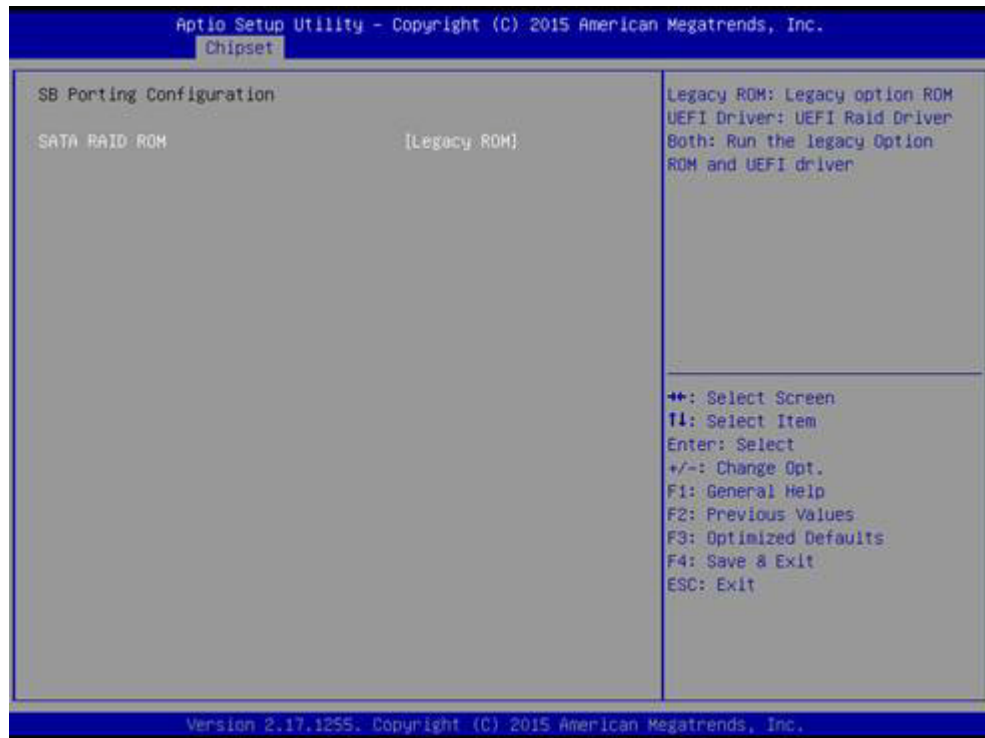 Aptio Setup Utility – Copyright (C) 2015 American Megatrends, Inc.
Chipset
SB Porting Configuration
SATA RAID ROM [Legacy ROM]
Legacy ROM: Legacy option ROM
UEFI Driver: UEFI Raid Driver
Both: Run the legacy Option
ROM and UEFI driver
→←: Select Screen
↑↓: Select Item
Enter: Select
+/-: Change Opt.
F1: General Help
F2: Previous Values
F3: Optimized Defaults
F4: Save & Exit
ESC: Exit
Version 2.17.1255. Copyright (C) 2015 American Megatrends, Inc.